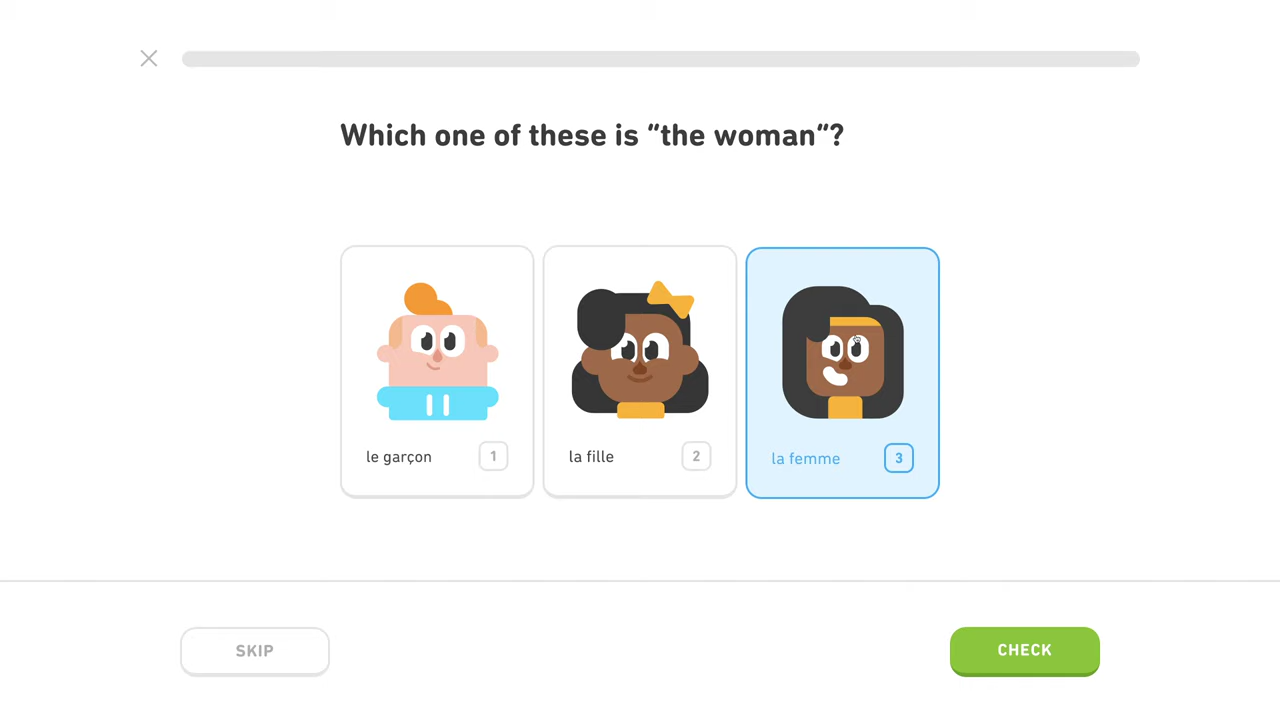 Which one of these is “the woman“?
le garçon 1
la fille 2
la femme 3
SKIP
CHECK